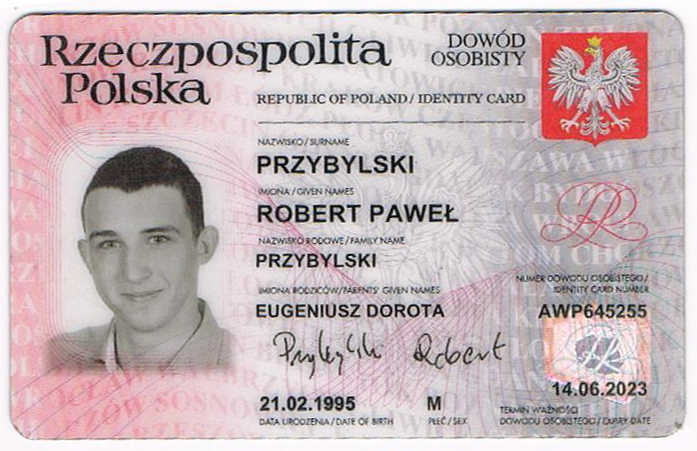 Rzeczpospolita
Polska
DOWÓD
OSOBISTY
REPUBLIC OF POLAND / IDENTITY CARD
NAZWISKO / SURNAME
PRZYBYLSKI
IMIONA / GIVEN NAMES
ROBERT PAWEŁ
NAZWISKO RODOWE / FAMILY NAME
PRZYBYLSKI
IMIONA RODZICÓW / PARENTS' GIVEN NAMES
EUGENIUSZ DOROTA
NUMER DOWODU OSOBISTEGO /
IDENTITY CARD NUMBER
AWP645255
Przybylski Robert
21.02.1995
DATA URODZENIA / DATE OF BIRTH
M
PŁEĆ / SEX
14.06.2023
TERMIN WAŻNOŚCI
DOWODU OSOBISTEGO / EXPIRY DATE